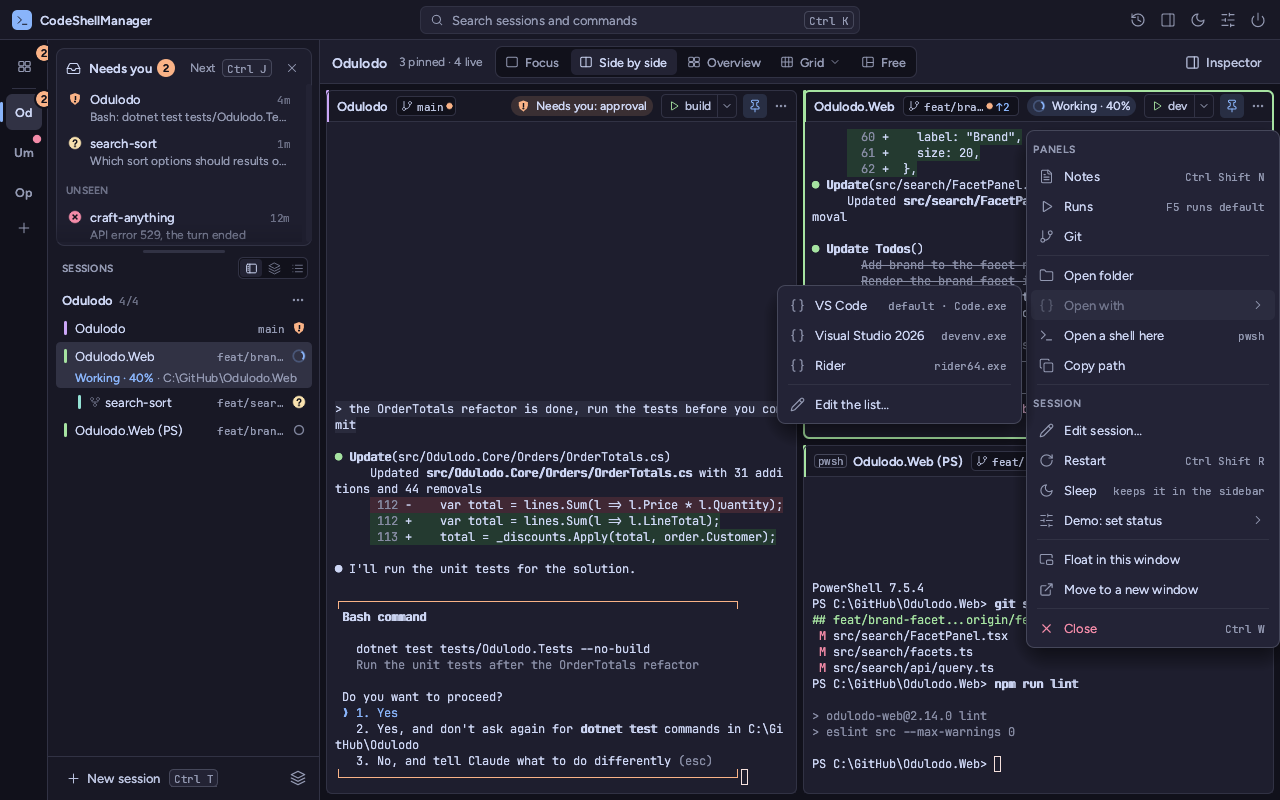 CodeShellManager
Search sessions and commands
Ctrl K
2
Od
2
Um
Op
Needs you 2 Next Ctrl J
Odulodo 4m
Bash: dotnet test tests/Odulodo.Te…
search-sort 1m
Which sort options should results o…
UNSEEN
craft-anything 12m
API error 529, the turn ended
SESSIONS
Odulodo 4/4
Odulodo main
Odulodo.Web feat/bran…
Working · 40% · C:\GitHub\Odulodo.Web
search-sort feat/sear…
Odulodo.Web (PS) feat/bran…
New session Ctrl T
Odulodo 3 pinned · 4 live
Focus Side by side Overview Grid Free
Inspector
Odulodo main Needs you: approval build
> the OrderTotals refactor is done, run the tests before you com
mit
Update(src/Odulodo.Core/Orders/OrderTotals.cs)
Updated src/Odulodo.Core/Orders/OrderTotals.cs with 31 addi
tions and 44 removals
112 - var total = lines.Sum(l => l.Price * l.Quantity);
112 + var total = lines.Sum(l => l.LineTotal);
113 + total = _discounts.Apply(total, order.Customer);
I'll run the unit tests for the solution.
Bash command
dotnet test tests/Odulodo.Tests --no-build
Run the unit tests after the OrderTotals refactor
Do you want to proceed?
❯ 1. Yes
2. Yes, and don't ask again for dotnet test commands in C:\Gi
tHub\Odulodo
3. No, and tell Claude what to do differently (esc)
Odulodo.Web feat/bra… ↑2 Working · 40% dev
60 + label: "Brand",
61 + size: 20,
62 + },
Update(src/search/FacetPanel.
Updated src/search/FacetPa
moval
Update Todos()
Add brand to the facet
Render the brand facet
VS Code default · Code.exe
Visual Studio 2026 devenv.exe
Rider rider64.exe
Edit the list…
PANELS
Notes Ctrl Shift N
Runs F5 runs default
Git
Open folder
Open with
Open a shell here pwsh
Copy path
SESSION
Edit session…
Restart Ctrl Shift R
Sleep keeps it in the sidebar
Demo: set status
Float in this window
Move to a new window
Close Ctrl W
pwsh Odulodo.Web (PS) feat/
PowerShell 7.5.4
PS C:\GitHub\Odulodo.Web> git s
## feat/brand-facet...origin/fe
M src/search/FacetPanel.tsx
M src/search/facets.ts
M src/search/api/query.ts
PS C:\GitHub\Odulodo.Web> npm run lint
> odulodo-web@2.14.0 lint
> eslint src --max-warnings 0
PS C:\GitHub\Odulodo.Web>